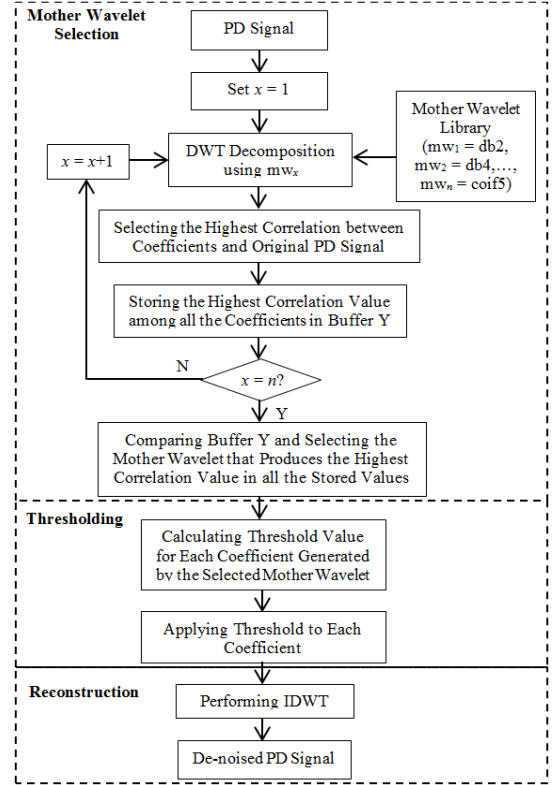 Mother Wavelet
Selection
PD Signal
Set x = 1
Mother Wavelet
Library
(mw1 = db2,
mw2 = db4,...,
mwn = coif5)
x = x+1
DWT Decomposition
using mwx
Selecting the Highest Correlation between
Coefficients and Original PD Signal
Storing the Highest Correlation Value
among all the Coefficients in Buffer Y
N
x = n?
Y
Comparing Buffer Y and Selecting the
Mother Wavelet that Produces the Highest
Correlation Value in all the Stored Values
Thresholding
Calculating Threshold Value
for Each Coefficient Generated
by the Selected Mother Wavelet
Applying Threshold to Each
Coefficient
Reconstruction
Performing IDWT
De-noised PD Signal